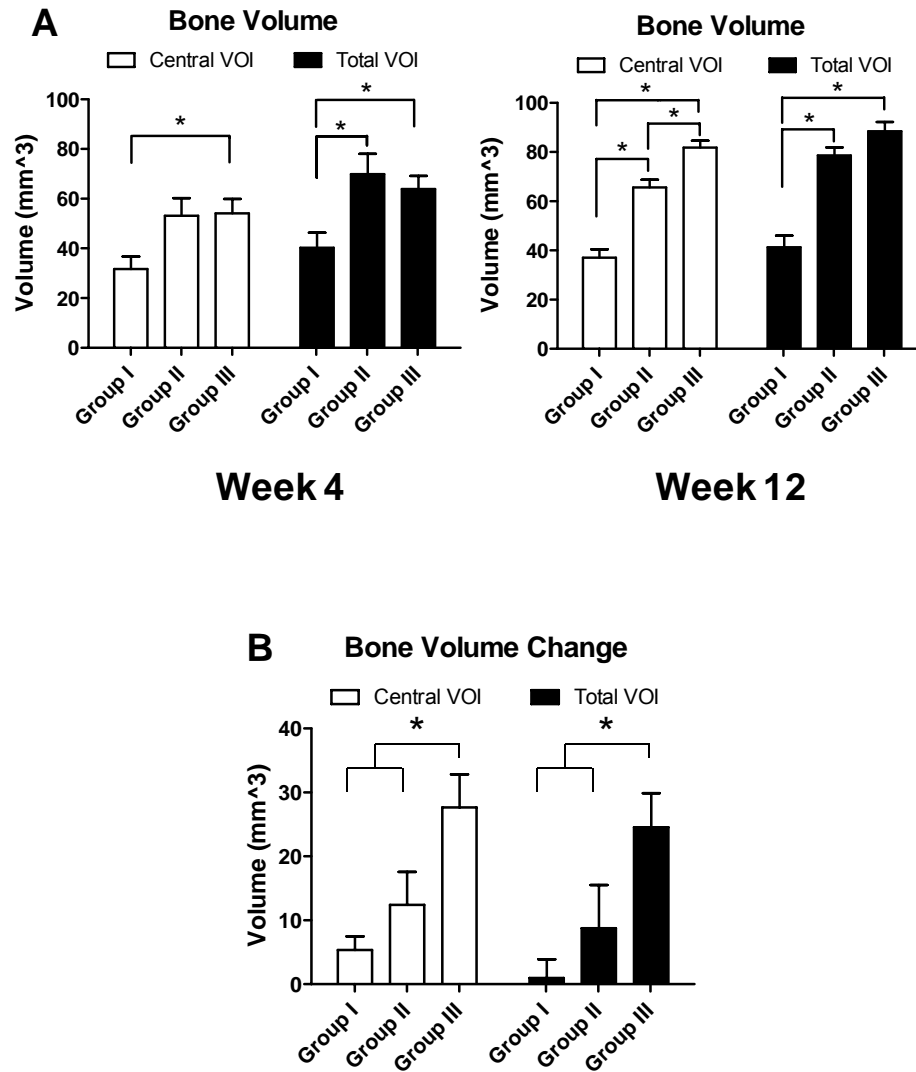 A
Bone Volume
Central VOI Total VOI
Volume (mm^3)
100
80
60
40
20
0
* * *
Group I Group II Group III Group I Group II Group III
Week 4
Bone Volume
Central VOI Total VOI
Volume (mm^3)
100
80
60
40
20
0
* * * * *
Group I Group II Group III Group I Group II Group III
Week 12
B
Bone Volume Change
Central VOI Total VOI
Volume (mm^3)
40
30
20
10
0
* *
Group I Group II Group III Group I Group II Group III